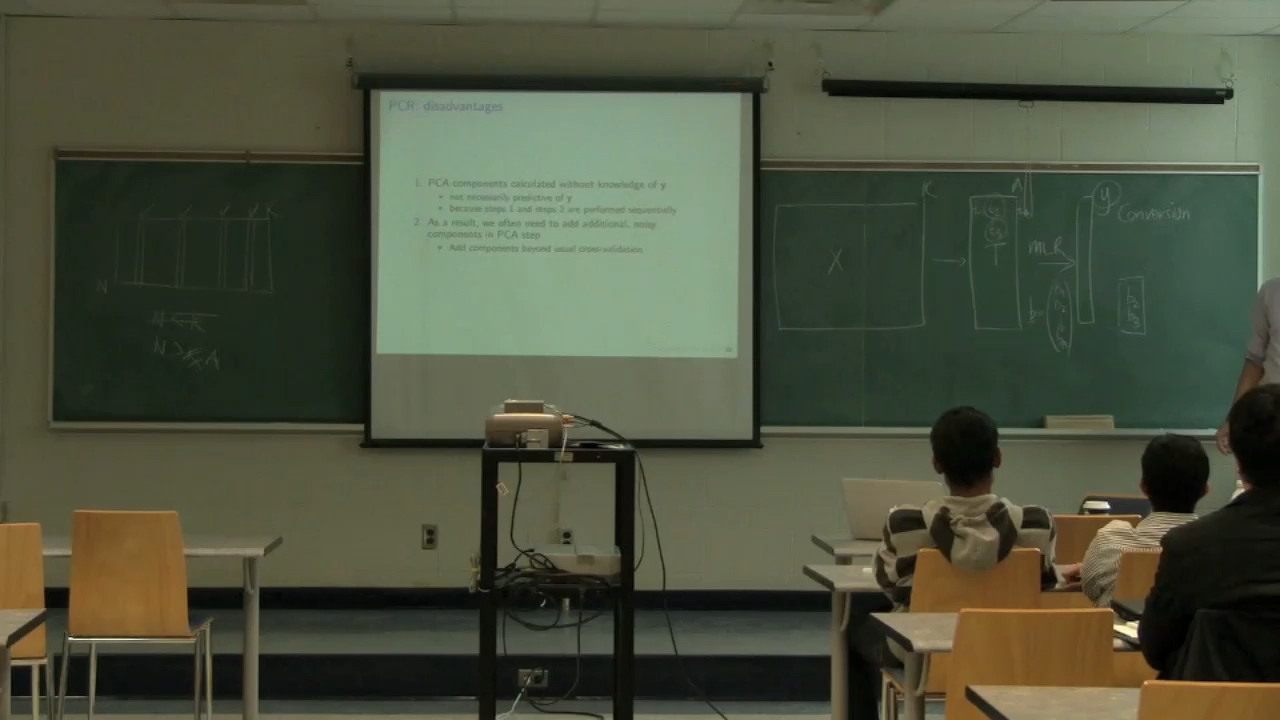 PCR: disadvantages
1. PCA components calculated without knowledge of y
• not necessarily predictive of y
• because steps 1 and steps 2 are performed sequentially
2. As a result, we often need to add additional, noisy
components in PCA step
• Add components beyond usual cross-validation
K
N
N < K
N > A
K
X
A
T
MLR
b
y
Conversion